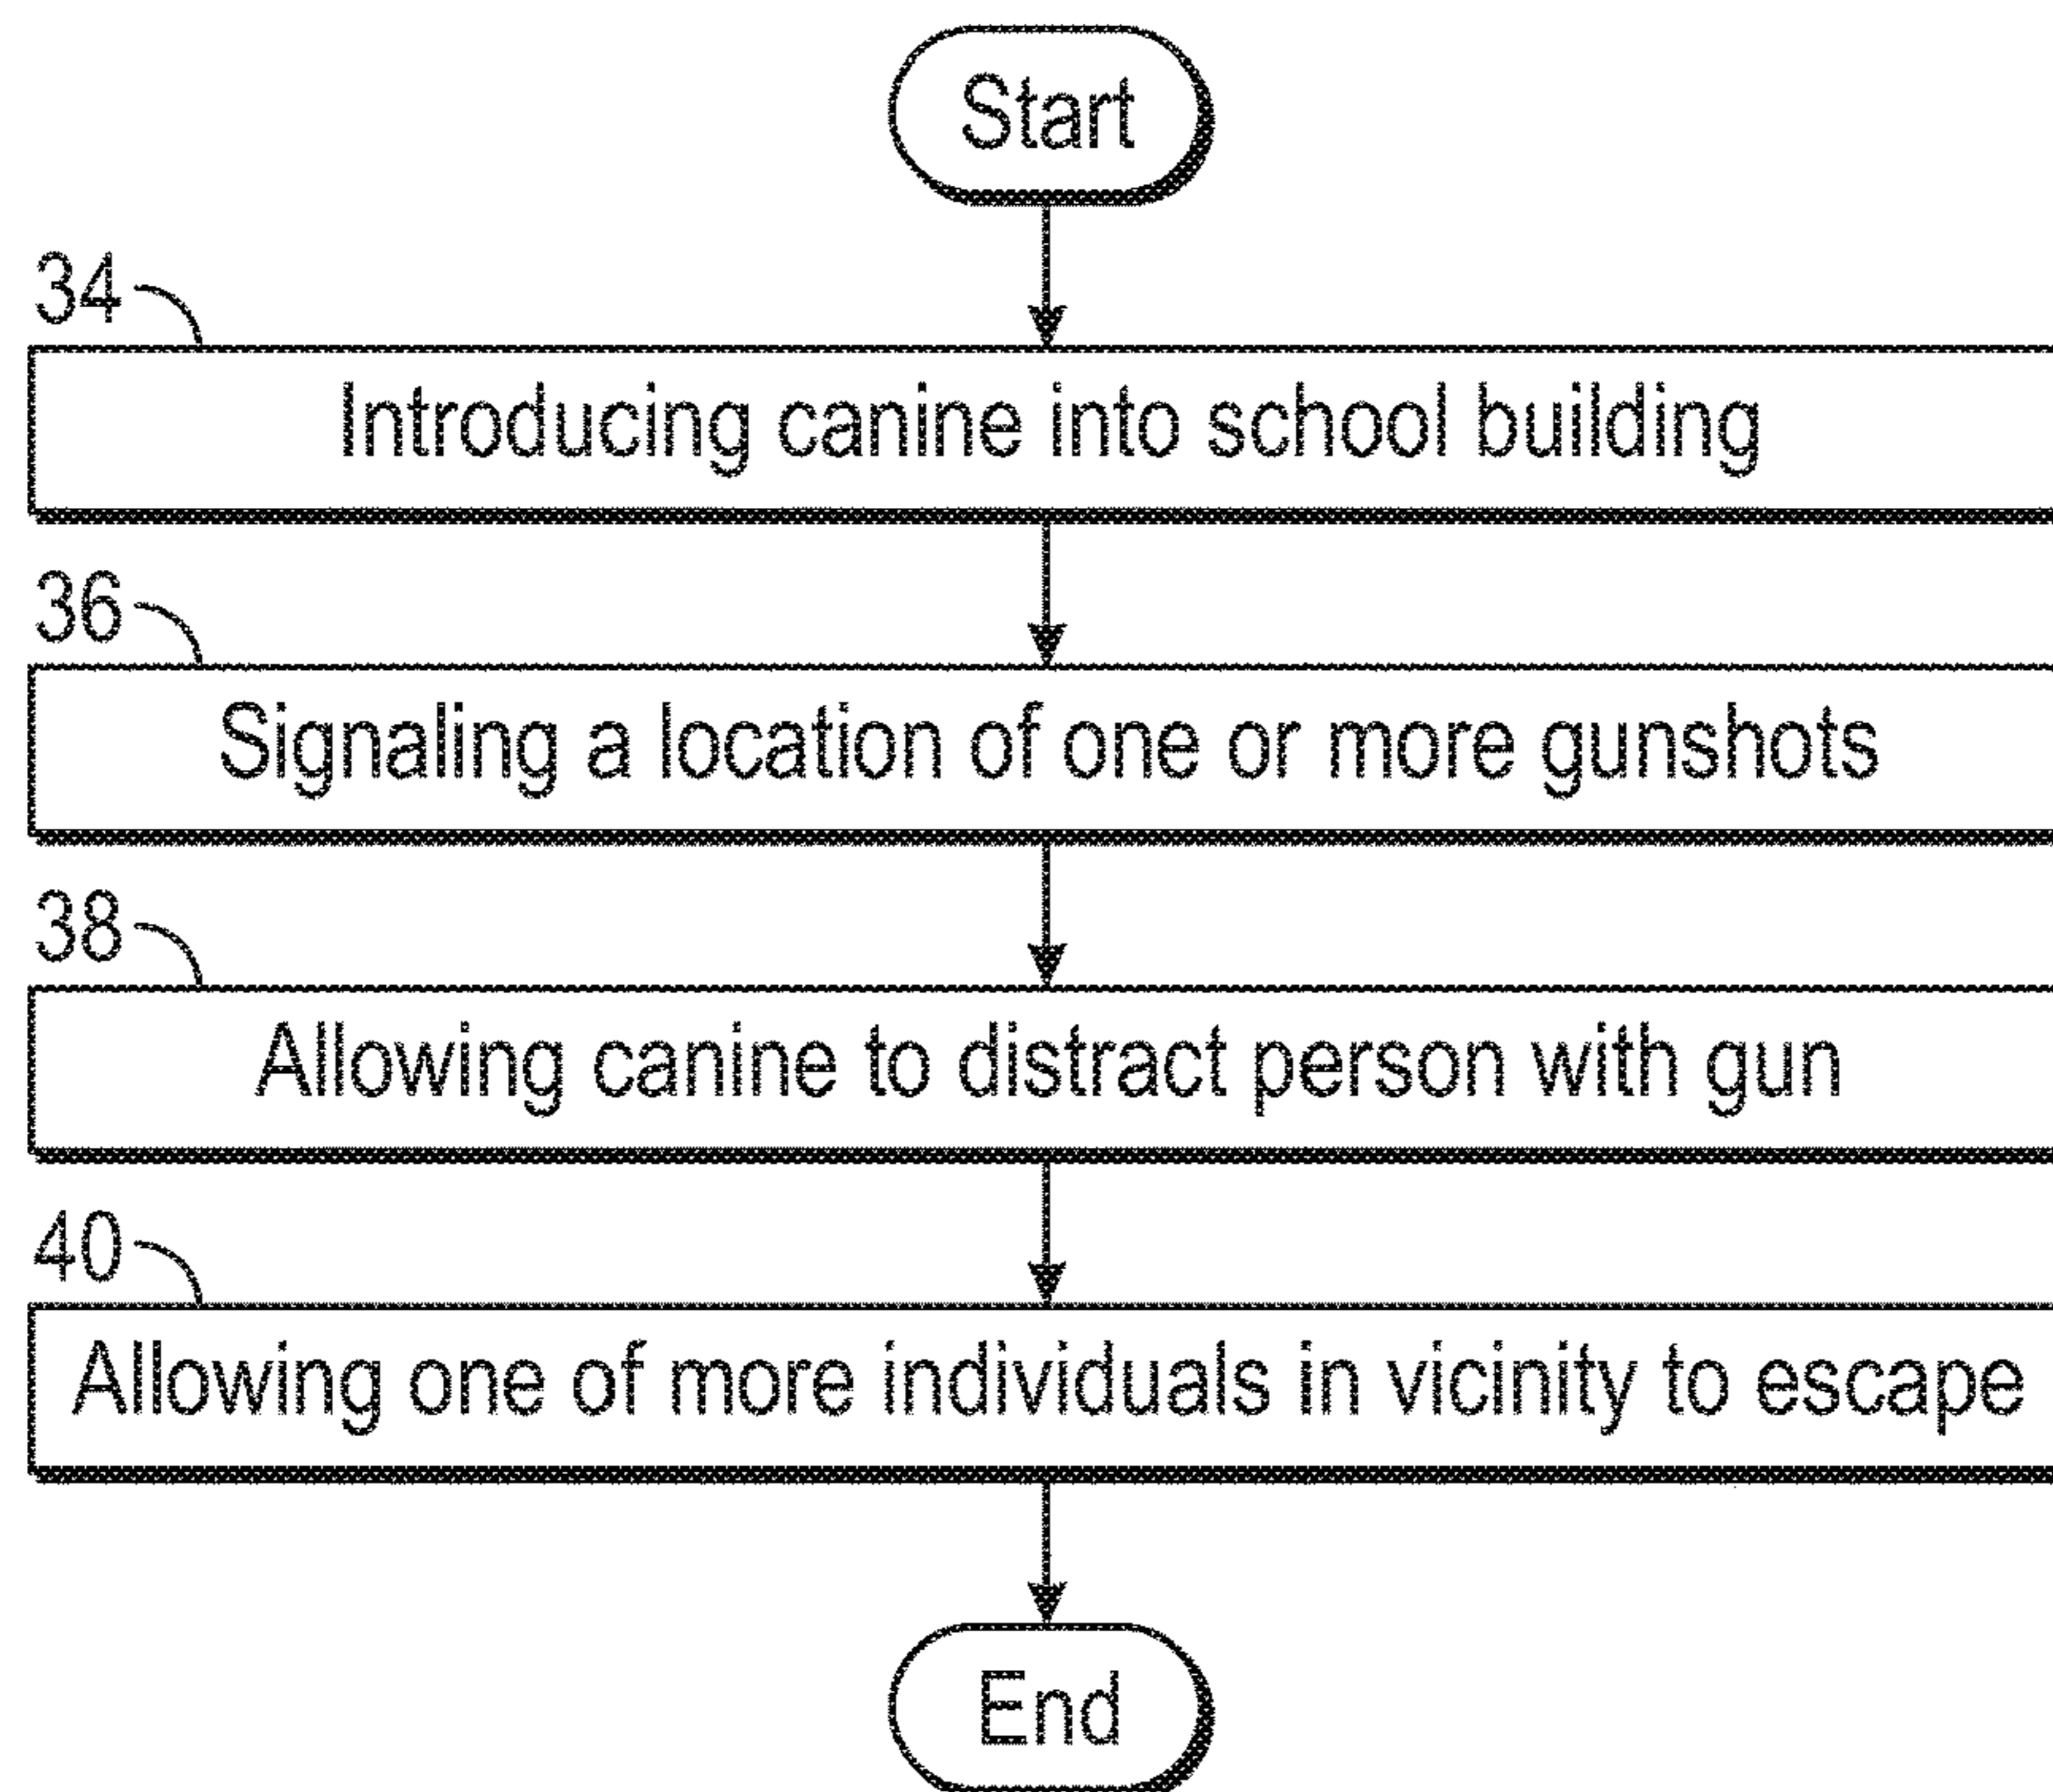 Start
34
Introducing canine into school building
36
Signaling a location of one or more gunshots
38
Allowing canine to distract person with gun
40
Allowing one of more individuals in vicinity to escape
End